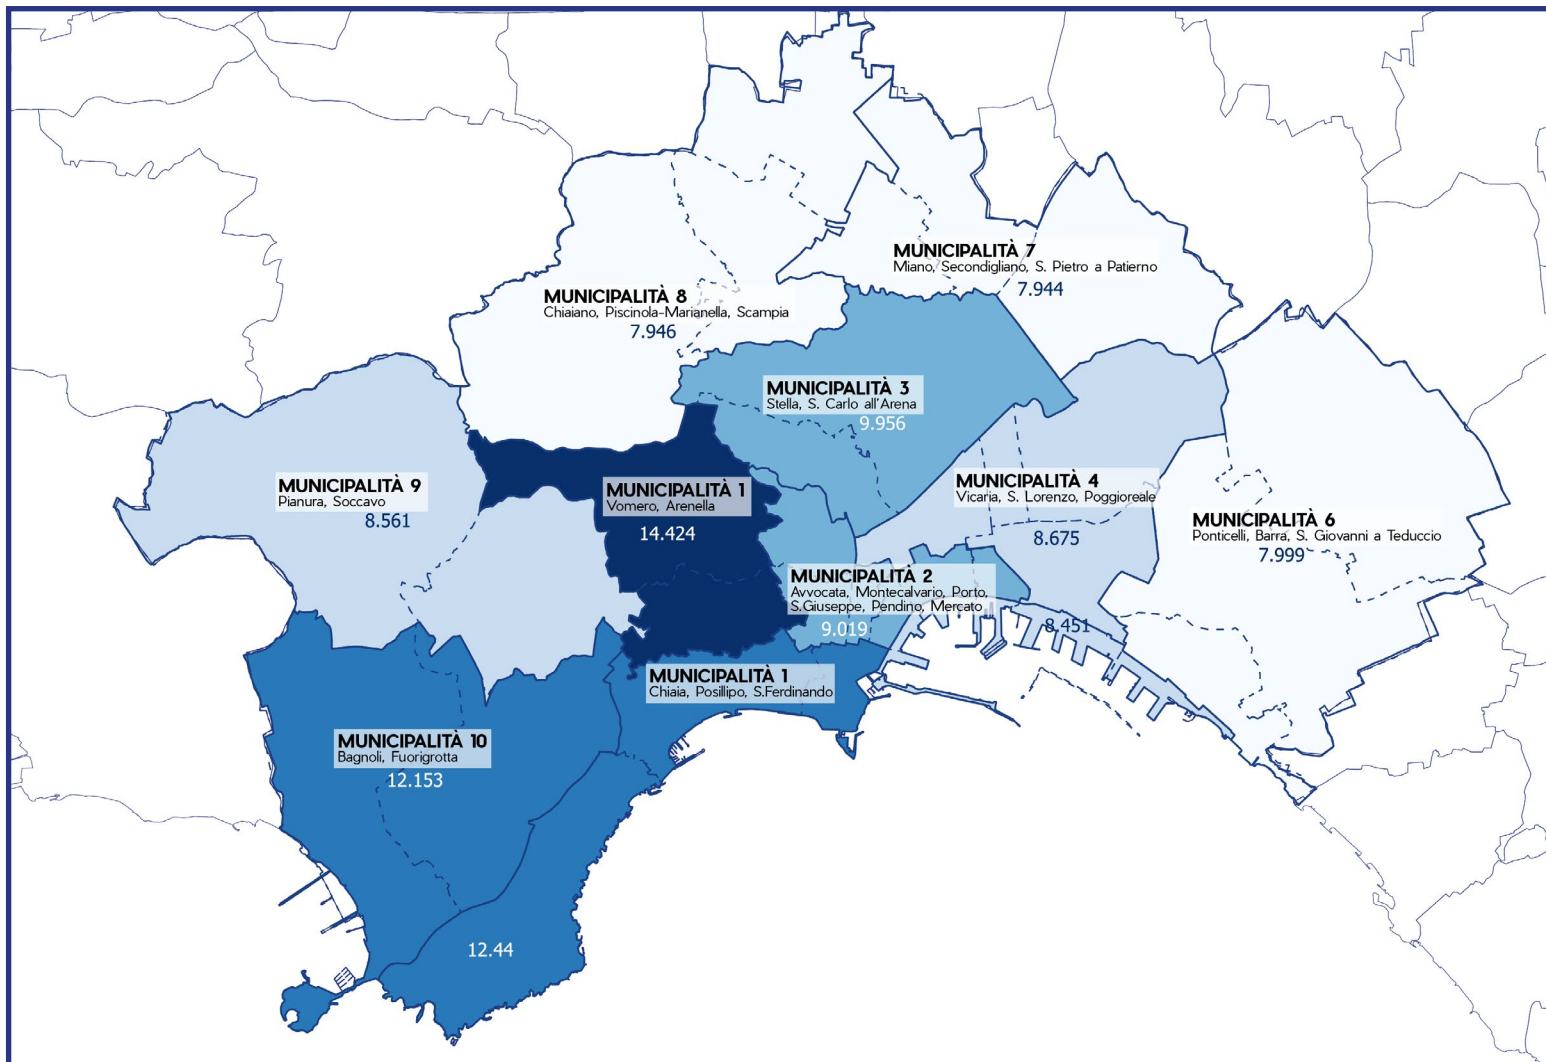 MUNICIPALITÀ 7
Miano, Secondigliano, S. Pietro a Patierno
7.944
MUNICIPALITÀ 8
Chiaiano, Piscinola-Marianella, Scampia
7.946
MUNICIPALITÀ 3
Stella, S. Carlo all'Arena
9.956
MUNICIPALITÀ 9
Pianura, Soccavo
8.561
MUNICIPALITÀ 1
Vomero, Arenella
14.424
MUNICIPALITÀ 4
Vicaria, S. Lorenzo, Poggioreale
8.675
MUNICIPALITÀ 6
Ponticelli, Barra, S. Giovanni a Teduccio
7.999
MUNICIPALITÀ 2
Avvocata, Montecalvario, Porto,
S.Giuseppe, Pendino, Mercato
9.019
8.451
MUNICIPALITÀ 1
Chiaia, Posillipo, S.Ferdinando
MUNICIPALITÀ 10
Bagnoli, Fuorigrotta
12.153
12.44